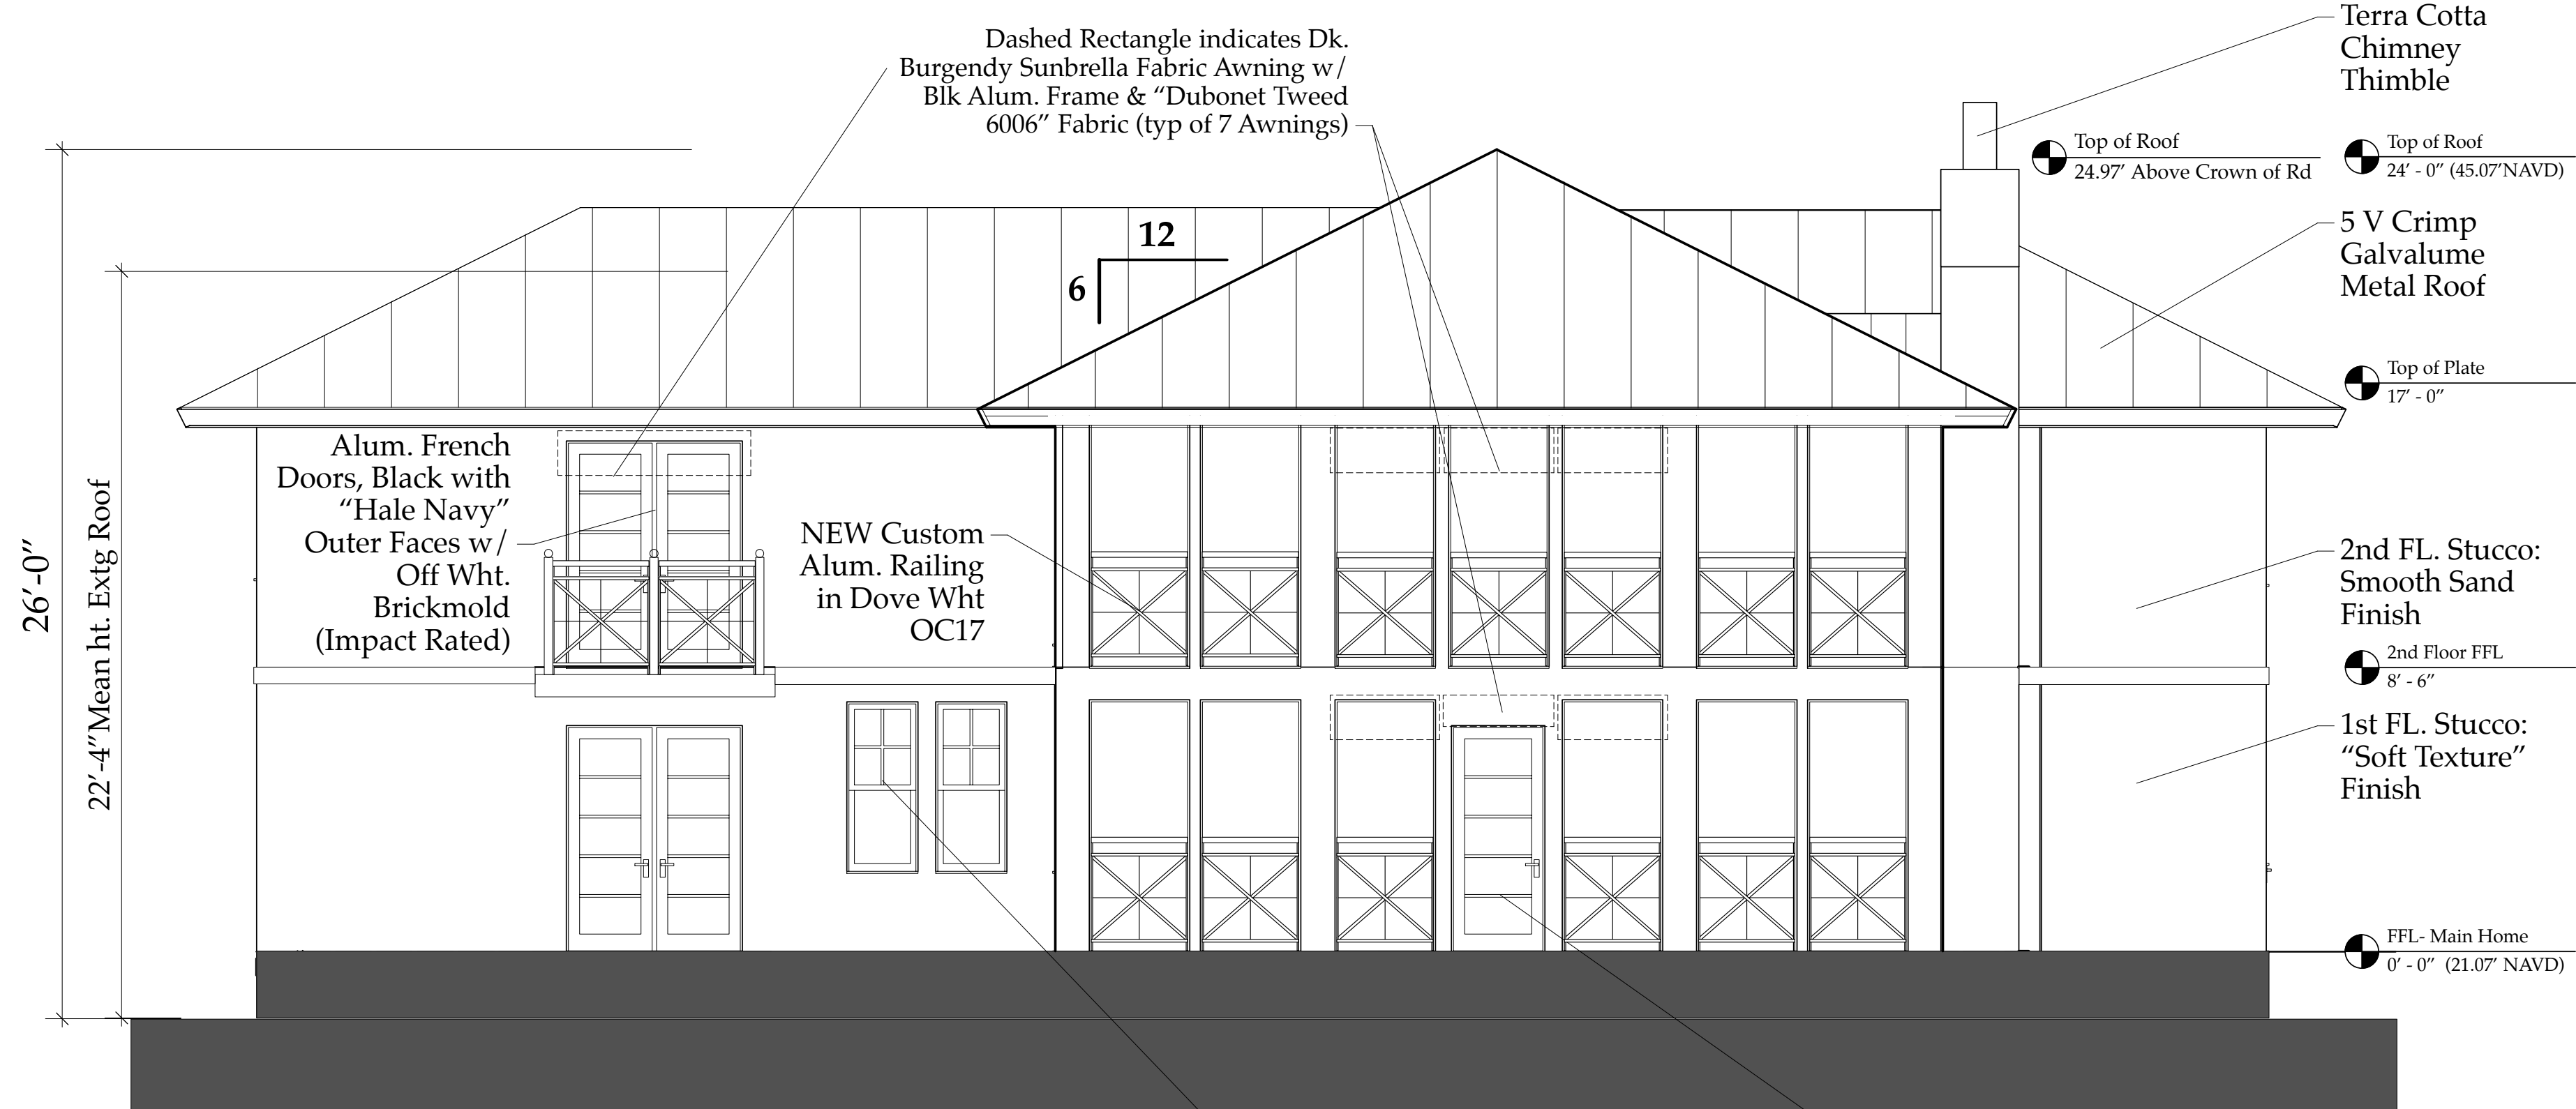 Dashed Rectangle indicates Dk.
Burgendy Sunbrella Fabric Awning w/
Blk Alum. Frame & “Dubonet Tweed
6006” Fabric (typ of 7 Awnings)
Terra Cotta
Chimney
Thimble
Top of Roof
24.97’ Above Crown of Rd
Top of Roof
24’ - 0” (45.07’NAVD)
5 V Crimp
Galvalume
Metal Roof
12
6
Top of Plate
17’ - 0”
26’-0”
22’-4”Mean ht. Extg Roof
Alum. French
Doors, Black with
“Hale Navy”
Outer Faces w/
Off Wht.
Brickmold
(Impact Rated)
NEW Custom
Alum. Railing
in Dove Wht
OC17
2nd FL. Stucco:
Smooth Sand
Finish
2nd Floor FFL
8’ - 6”
1st FL. Stucco:
“Soft Texture”
Finish
FFL- Main Home
0’ - 0” (21.07’ NAVD)